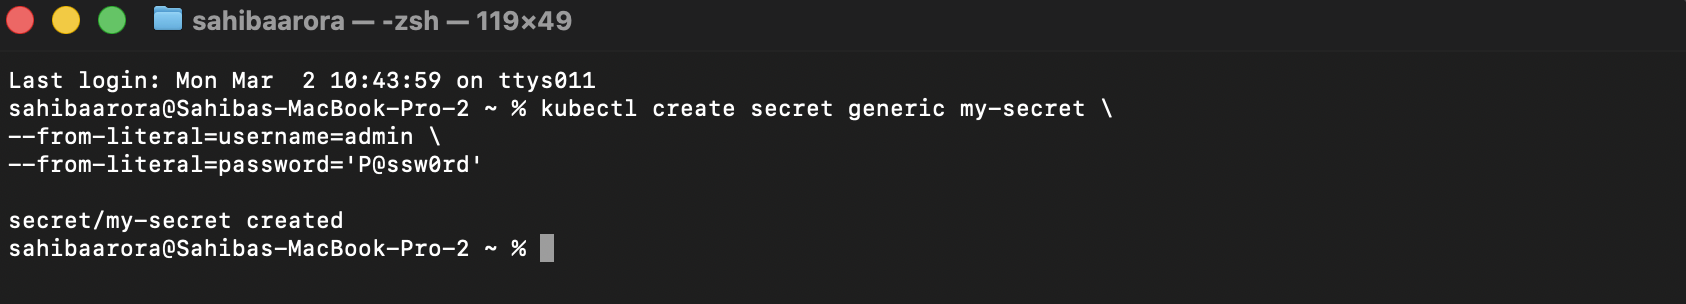 sahibaarora — -zsh — 119×49
Last login: Mon Mar  2 10:43:59 on ttys011
sahibaarora@Sahibas-MacBook-Pro-2 ~ % kubectl create secret generic my-secret \
--from-literal=username=admin \
--from-literal=password='P@ssw0rd'
secret/my-secret created
sahibaarora@Sahibas-MacBook-Pro-2 ~ %